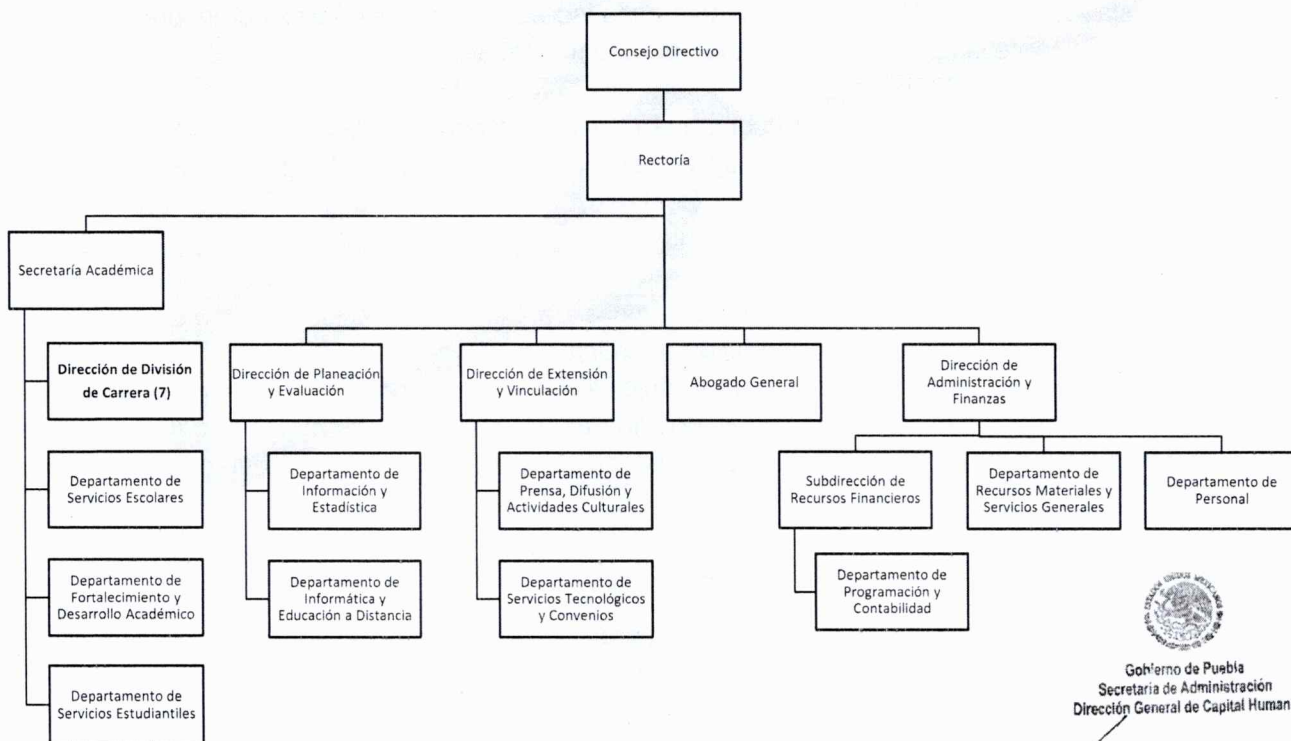 Consejo Directivo
Rectoría
Secretaría Académica
Dirección de División
de Carrera (7)
Departamento de
Servicios Escolares
Departamento de
Fortalecimiento y
Desarrollo Académico
Departamento de
Servicios Estudiantiles
Dirección de Planeación
y Evaluación
Departamento de
Información y
Estadística
Departamento de
Informática y
Educación a Distancia
Dirección de Extensión
y Vinculación
Departamento de
Prensa, Difusión y
Actividades Culturales
Departamento de
Servicios Tecnológicos
y Convenios
Abogado General
Dirección de
Administración y
Finanzas
Subdirección de
Recursos Financieros
Departamento de
Programación y
Contabilidad
Departamento de
Recursos Materiales y
Servicios Generales
Departamento de
Personal
ESTADOS UNIDOS MEXICANOS
Gobierno de Puebla
Secretaría de Administración
Dirección General de Capital Human